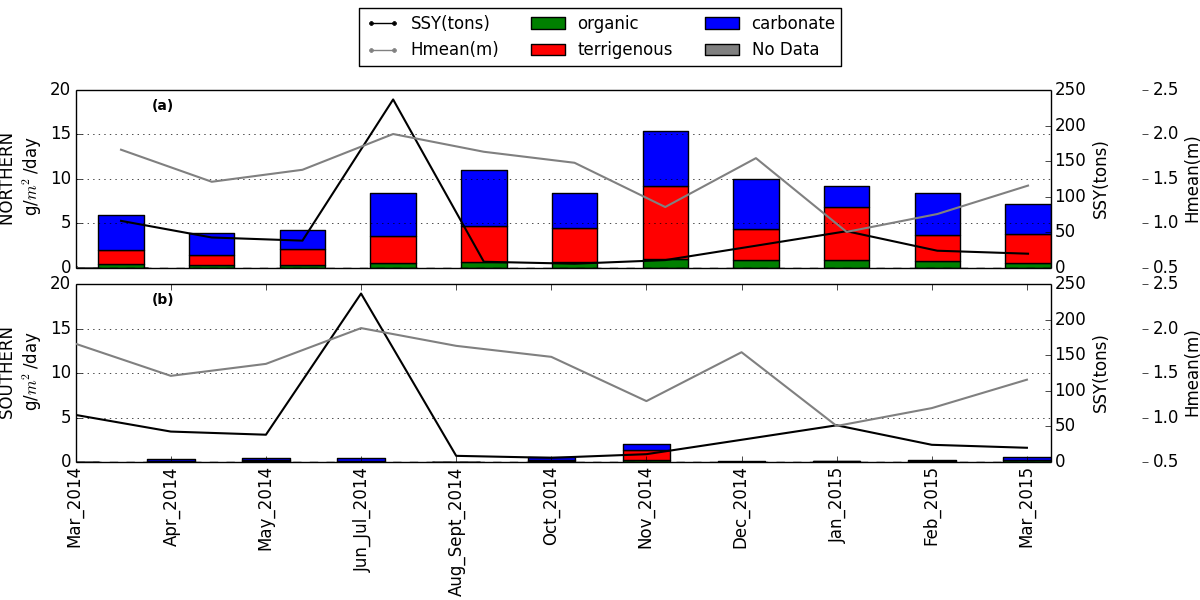 SSY(tons) organic carbonate
Hmean(m) terrigenous No Data
(a)
20
15
10
5
0
NORTHERN
g/m² /day
250
200
150
100
50
0
SSY(tons)
2.5
2.0
1.5
1.0
0.5
Hmean(m)
(b)
20
15
10
5
0
SOUTHERN
g/m² /day
250
200
150
100
50
0
SSY(tons)
2.5
2.0
1.5
1.0
0.5
Hmean(m)
Mar_2014
Apr_2014
May_2014
Jun_Jul_2014
Aug_Sept_2014
Oct_2014
Nov_2014
Dec_2014
Jan_2015
Feb_2015
Mar_2015